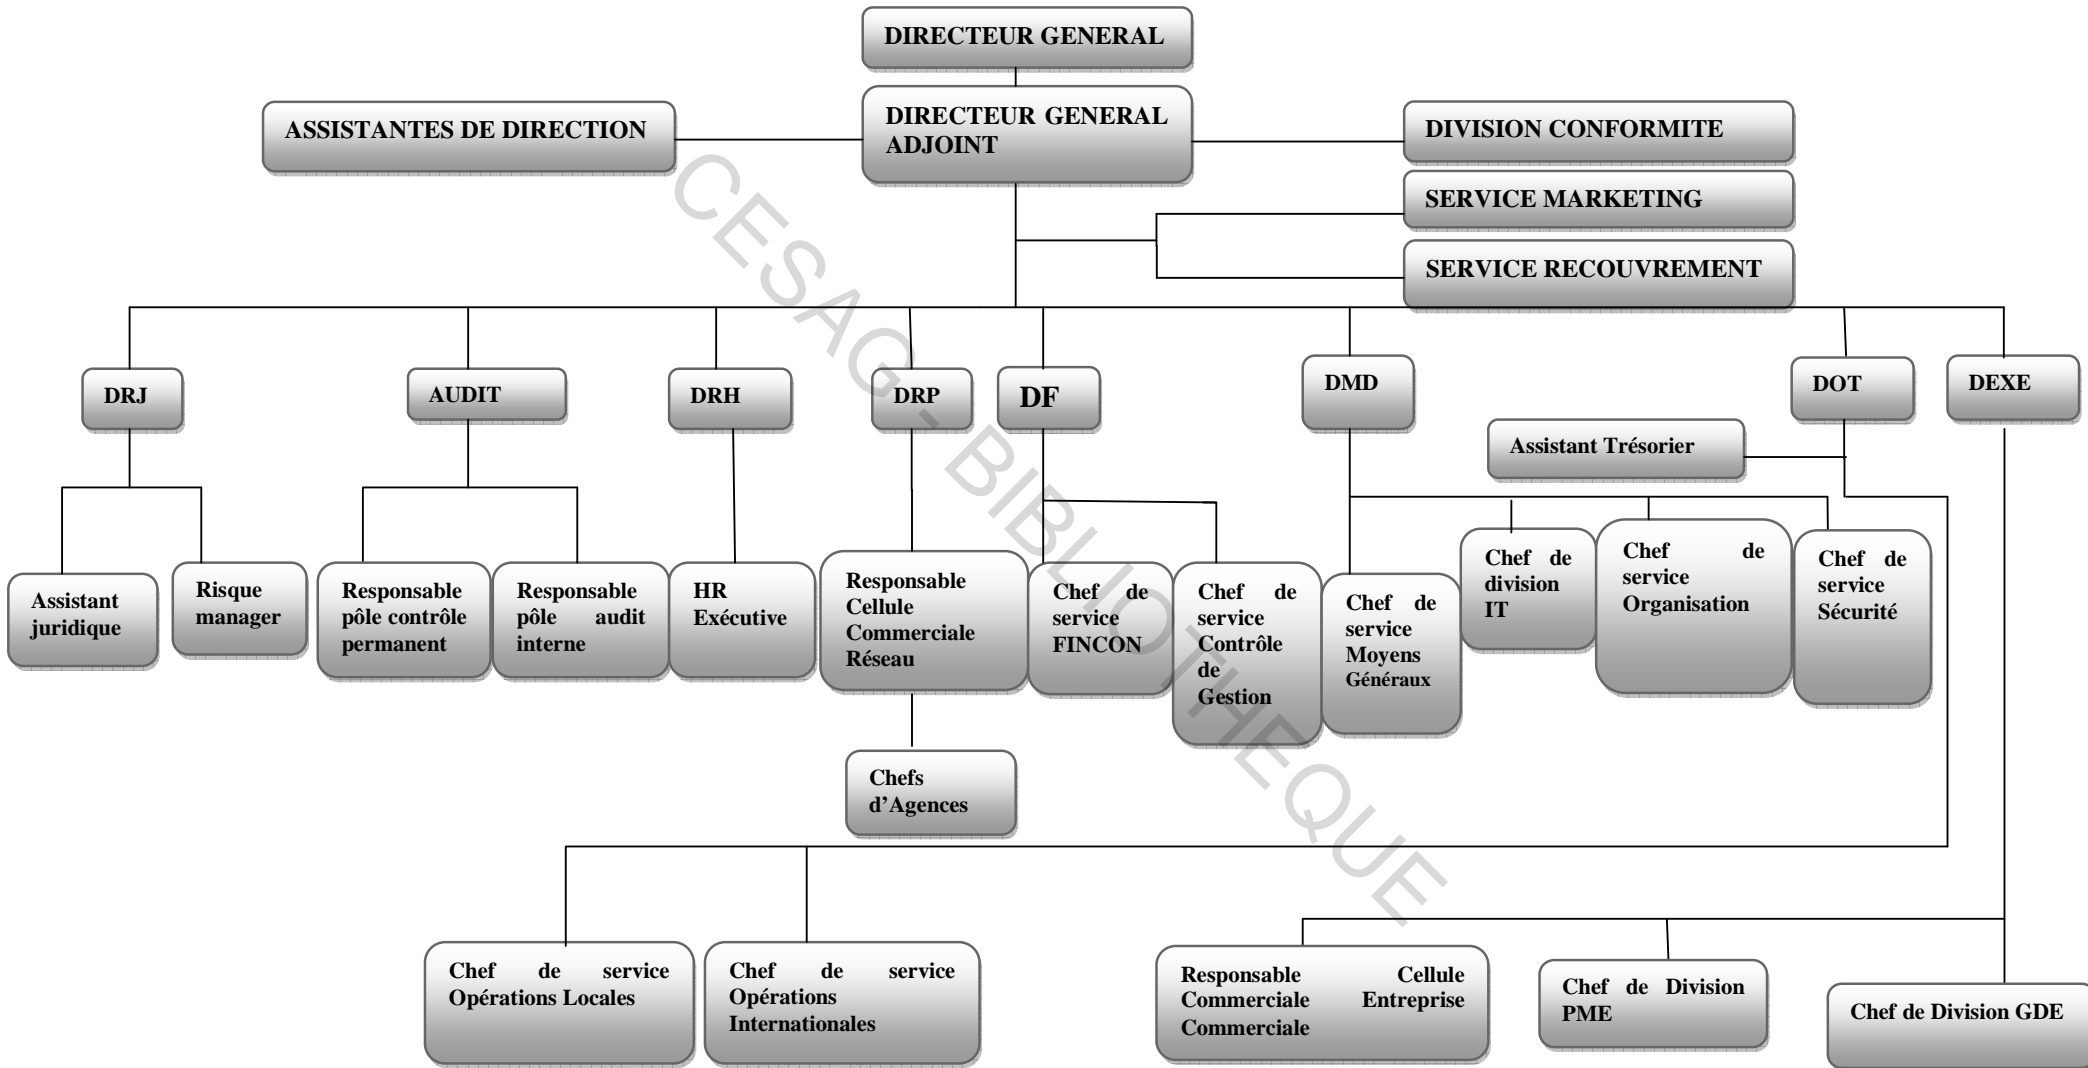 DIRECTEUR GENERAL
DIRECTEUR GENERAL
ADJOINT
ASSISTANTES DE DIRECTION
DIVISION CONFORMITE
SERVICE MARKETING
SERVICE RECOUVREMENT
DRJ
AUDIT
DRH
DRP
DF
DMD
DOT
DEXE
Assistant Trésorier
Assistant
juridique
Risque
manager
Responsable
pôle contrôle
permanent
Responsable
pôle audit
interne
HR
Exécutive
Responsable
Cellule
Commerciale
Réseau
Chef de
service
FINCON
Chef de
service
Contrôle
de
Gestion
Chef de
service
Moyens
Généraux
Chef de
division
IT
Chef de
service
Organisation
Chef de
service
Sécurité
Chefs
d’Agences
Chef de service
Opérations Locales
Chef de service
Opérations
Internationales
Responsable Cellule
Commerciale Entreprise
Commerciale
Chef de Division
PME
Chef de Division GDE
CESAG - BIBLIOTHEQUE